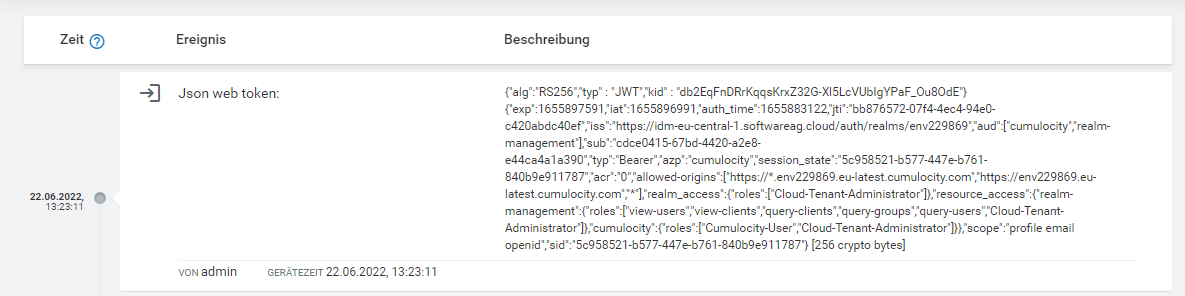 Zeit ? Ereignis Beschreibung
Json web token:
{"alg":"RS256","typ" : "JWT","kid" : "db2EqFnDRrKqqsKrxZ32G-XI5LcVUbIgYPaF_Ou8OdE"}
{"exp":1655897591,"iat":1655896991,"auth_time":1655883122,"jti":"bb876572-07f4-4ec4-94e0-
c420abdc40ef","iss":"https://idm-eu-central-1.softwareag.cloud/auth/realms/env229869","aud":["cumulocity","realm-
management"],"sub":"cdce0415-67bd-4420-a2e8-
e44ca4a1a390","typ":"Bearer","azp":"cumulocity","session_state":"5c958521-b577-447e-b761-
840b9e911787","acr":"0","allowed-origins":["https://*.env229869.eu-latest.cumulocity.com","https://env229869.eu-
latest.cumulocity.com","*"],"realm_access":{"roles":["Cloud-Tenant-Administrator"]},"resource_access":{"realm-
management":{"roles":["view-users","view-clients","query-clients","query-groups","query-users","Cloud-Tenant-
Administrator"]},"cumulocity":{"roles":["Cumulocity-User","Cloud-Tenant-Administrator"]}},"scope":"profile email
openid","sid":"5c958521-b577-447e-b761-840b9e911787"} [256 crypto bytes]
22.06.2022,
13:23:11
VON admin GERÄTEZEIT 22.06.2022, 13:23:11